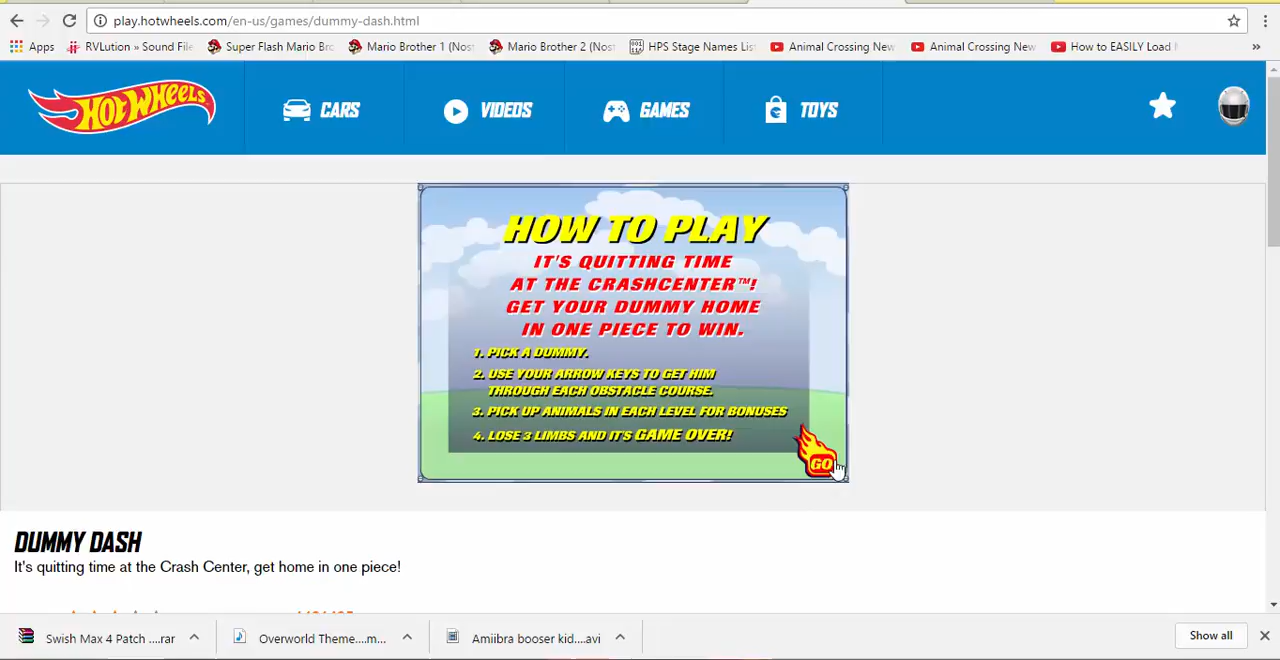 play.hotwheels.com/en-us/games/dummy-dash.html
Apps RVLution » Sound File Super Flash Mario Bro Mario Brother 1 (Nos Mario Brother 2 (Nos HPS Stage Names Lis Animal Crossing New Animal Crossing New How to EASILY Load »
HOT WHEELS CARS VIDEOS GAMES TOYS
HOW TO PLAY
IT'S QUITTING TIME
AT THE CRASHCENTER™!
GET YOUR DUMMY HOME
IN ONE PIECE TO WIN.
1. PICK A DUMMY.
2. USE YOUR ARROW KEYS TO GET HIM
THROUGH EACH OBSTACLE COURSE.
3. PICK UP ANIMALS IN EACH LEVEL FOR BONUSES
4. LOSE 3 LIMBS AND IT'S GAME OVER!
GO
DUMMY DASH
It's quitting time at the Crash Center, get home in one piece!
Swish Max 4 Patch ....rar Overworld Theme....m... Amiibra booser kid....avi Show all